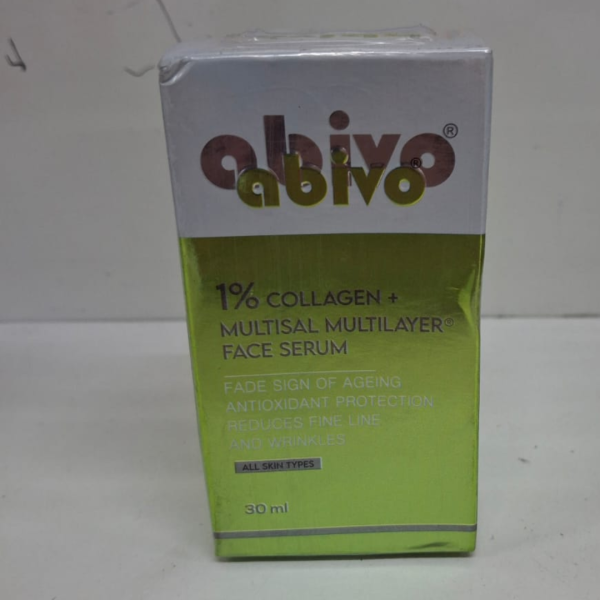 abivo®
abivo®
1% COLLAGEN +
MULTISAL MULTILAYER®
FACE SERUM
FADE SIGN OF AGEING
ANTIOXIDANT PROTECTION
REDUCES FINE LINE
AND WRINKLES
ALL SKIN TYPES
30 ml